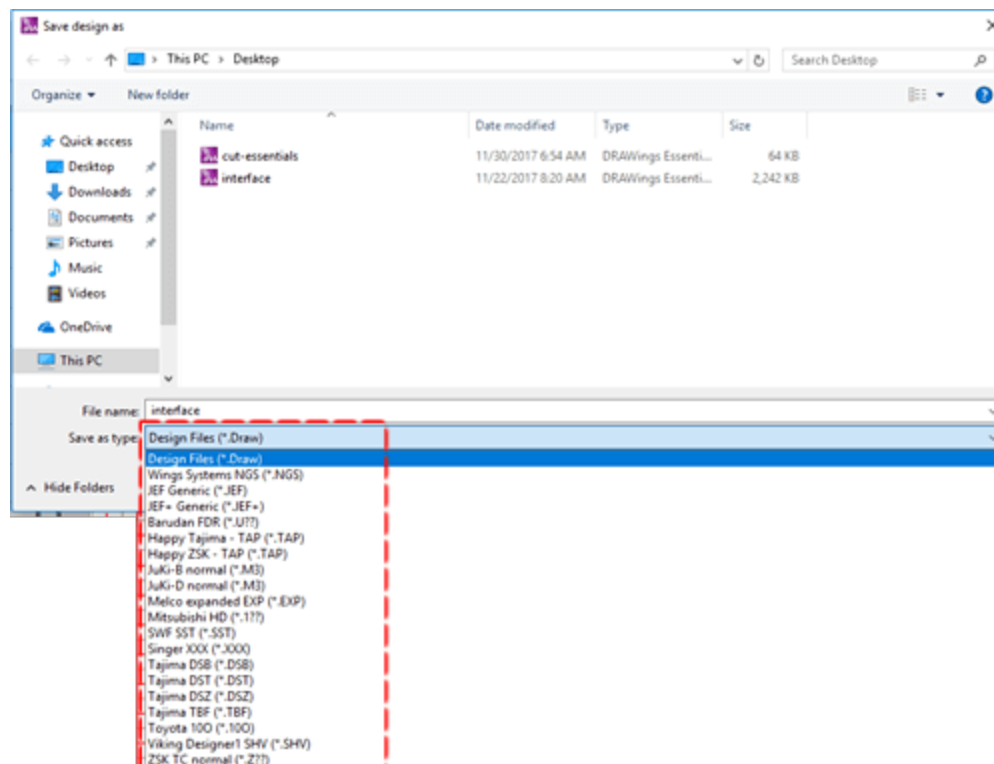 Save design as
This PC > Desktop
Search Desktop
Organize
New folder
Name Date modified Type Size
Quick access
Desktop
Downloads
Documents
Pictures
Music
Videos
OneDrive
This PC
cut-essentials 11/30/2017 6:54 AM DRAWings Essenti... 64 KB
interface 11/22/2017 8:20 AM DRAWings Essenti... 2,242 KB
File name: interface
Save as type: Design Files (*.Draw)
Hide Folders
Design Files (*.Draw)
Wings Systems NGS (*.NGS)
JEF Generic (*.JEF)
JEF+ Generic (*.JEF+)
Barudan FDR (*.U??)
Happy Tajima - TAP (*.TAP)
Happy ZSK - TAP (*.TAP)
JuKi-B normal (*.M3)
JuKi-D normal (*.M3)
Melco expanded EXP (*.EXP)
Mitsubishi HD (*.1??)
SWF SST (*.SST)
Singer XXX (*.XXX)
Tajima DSB (*.DSB)
Tajima DST (*.DST)
Tajima DSZ (*.DSZ)
Tajima TBF (*.TBF)
Toyota 10O (*.10O)
Viking Designer1 SHV (*.SHV)
ZSK TC normal (*.Z??)